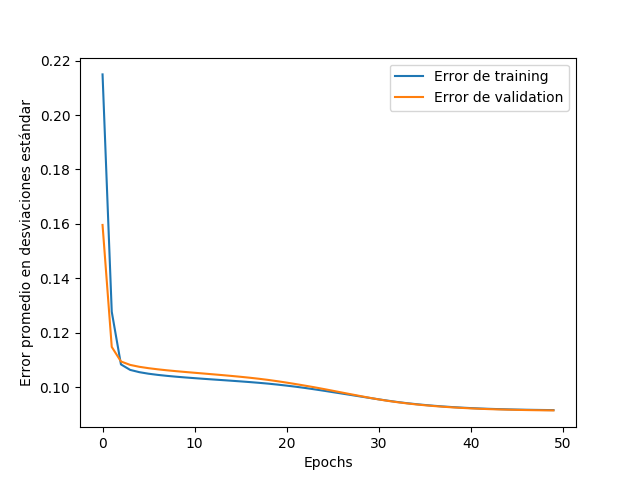 0.22
0.20
0.18
0.16
0.14
0.12
0.10
Error promedio en desviaciones estándar
Error de training
Error de validation
0 10 20 30 40 50
Epochs